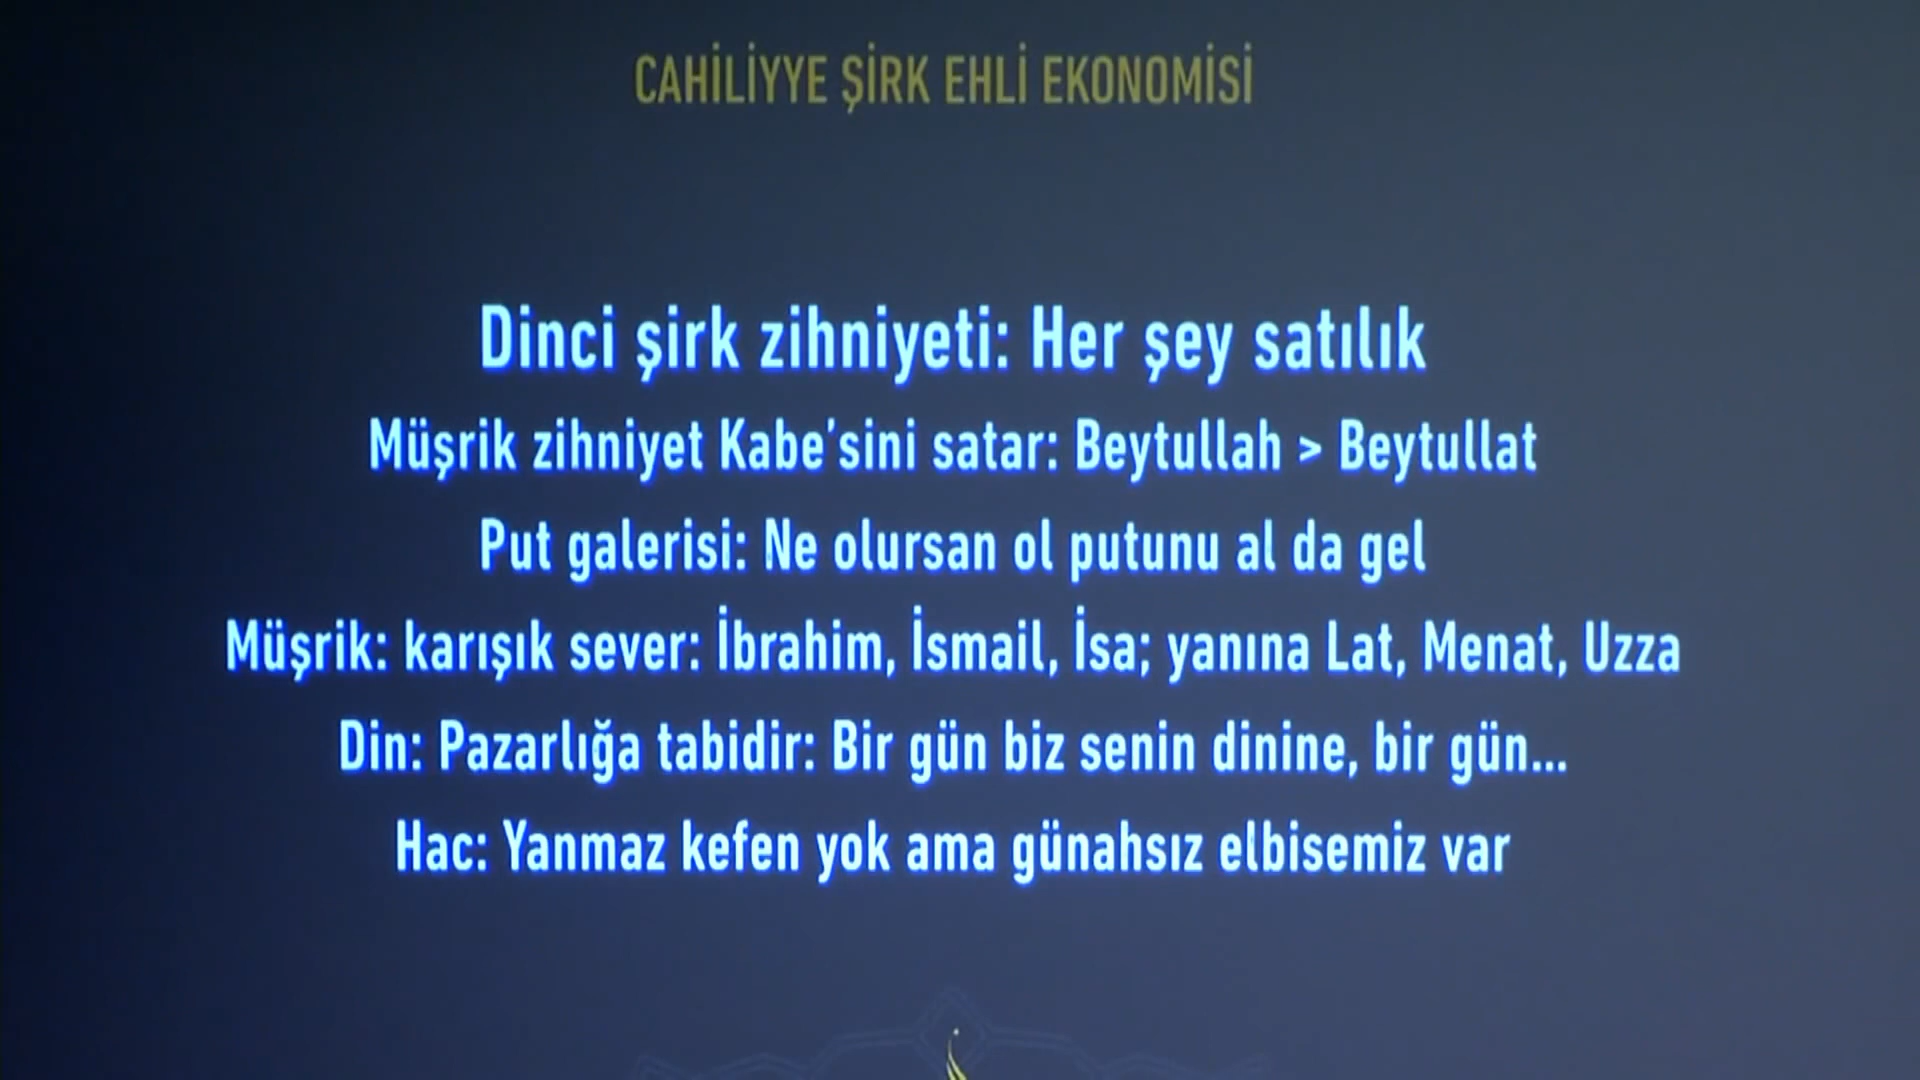 CAHİLİYYE ŞİRK EHLİ EKONOMİSİ
Dinci şirk zihniyeti: Her şey satılık
Müşrik zihniyet Kabe'sini satar: Beytullah > Beytullat
Put galerisi: Ne olursan ol putunu al da gel
Müşrik: karışık sever: İbrahim, İsmail, İsa; yanına Lat, Menat, Uzza
Din: Pazarlığa tabidir: Bir gün biz senin dinine, bir gün...
Hac: Yanmaz kefen yok ama günahsız elbisemiz var